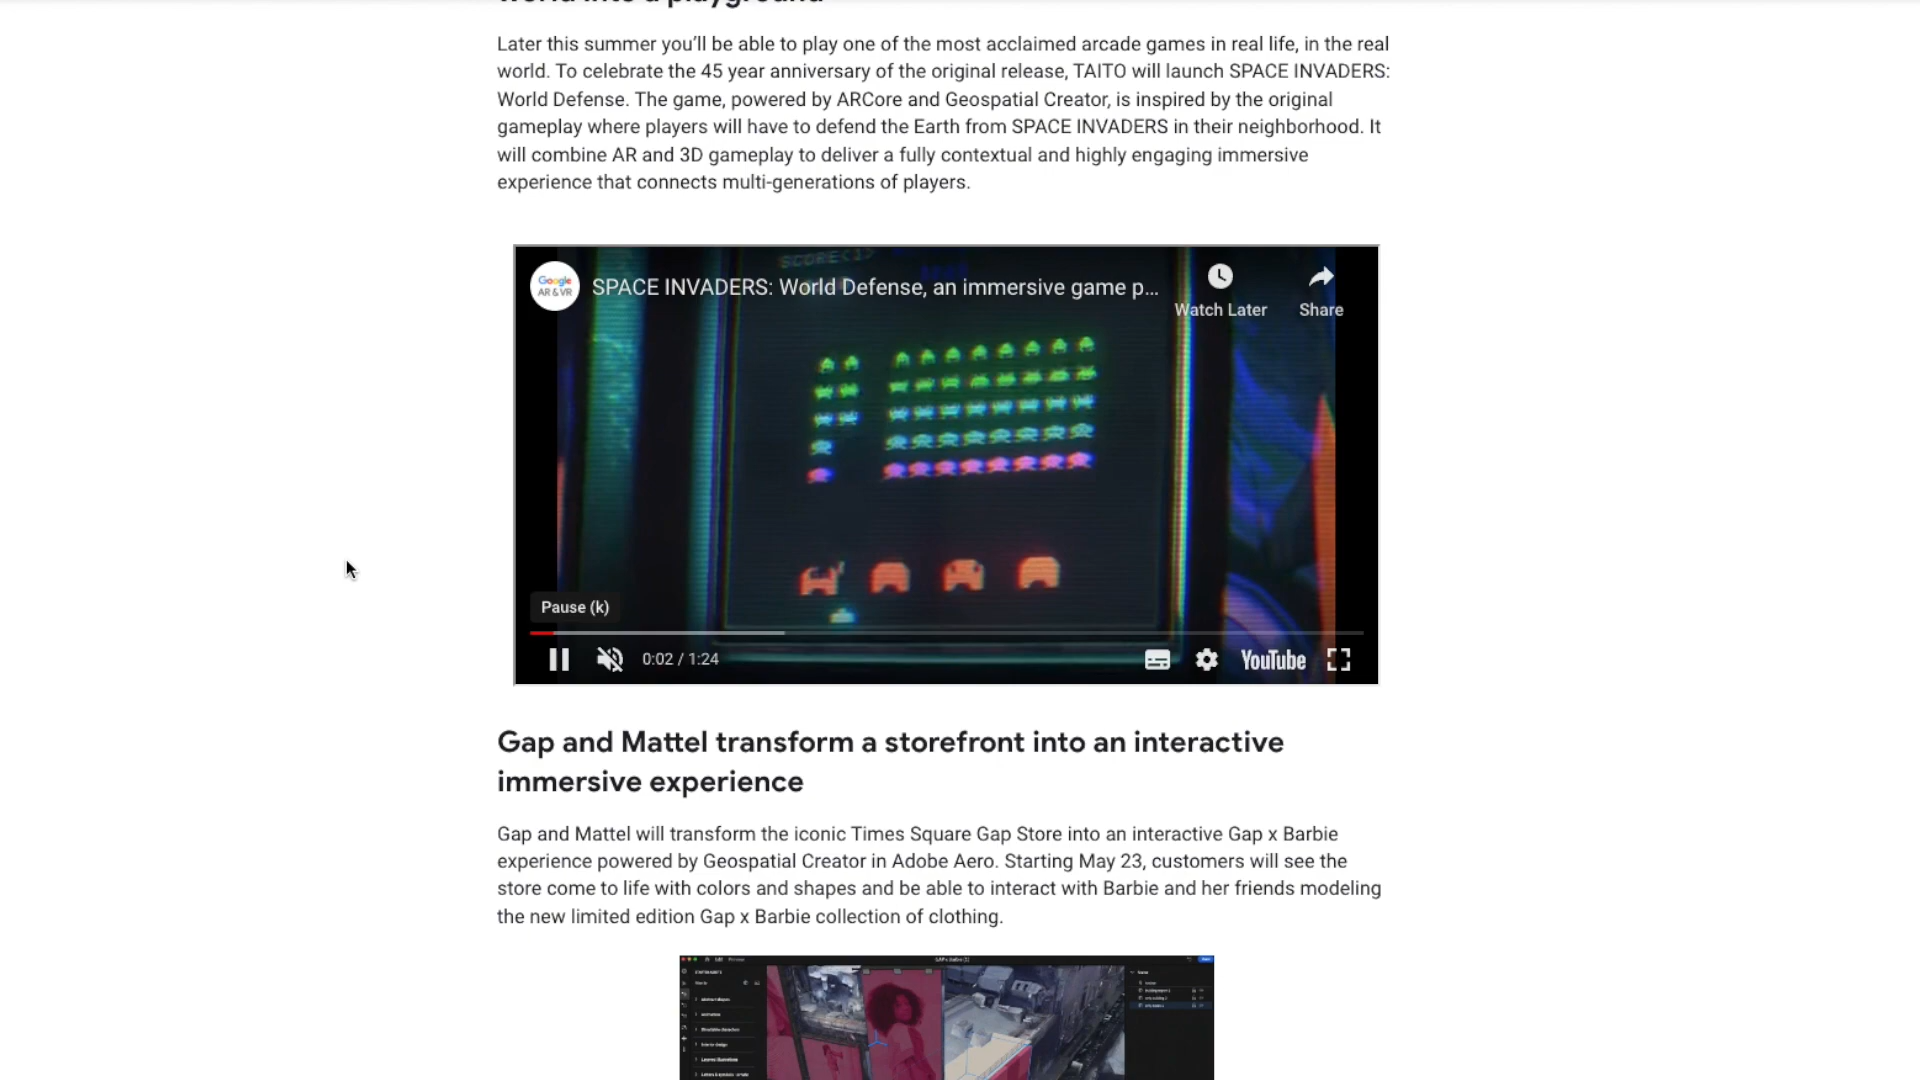 world into a playground
Later this summer you’ll be able to play one of the most acclaimed arcade games in real life, in the real
world. To celebrate the 45 year anniversary of the original release, TAITO will launch SPACE INVADERS:
World Defense. The game, powered by ARCore and Geospatial Creator, is inspired by the original
gameplay where players will have to defend the Earth from SPACE INVADERS in their neighborhood. It
will combine AR and 3D gameplay to deliver a fully contextual and highly engaging immersive
experience that connects multi-generations of players.
SCORE<1>
Google
AR & VR
SPACE INVADERS: World Defense, an immersive game p...
Watch Later
Share
Pause (k)
0:02 / 1:24
YouTube
Gap and Mattel transform a storefront into an interactive
immersive experience
Gap and Mattel will transform the iconic Times Square Gap Store into an interactive Gap x Barbie
experience powered by Geospatial Creator in Adobe Aero. Starting May 23, customers will see the
store come to life with colors and shapes and be able to interact with Barbie and her friends modeling
the new limited edition Gap x Barbie collection of clothing.